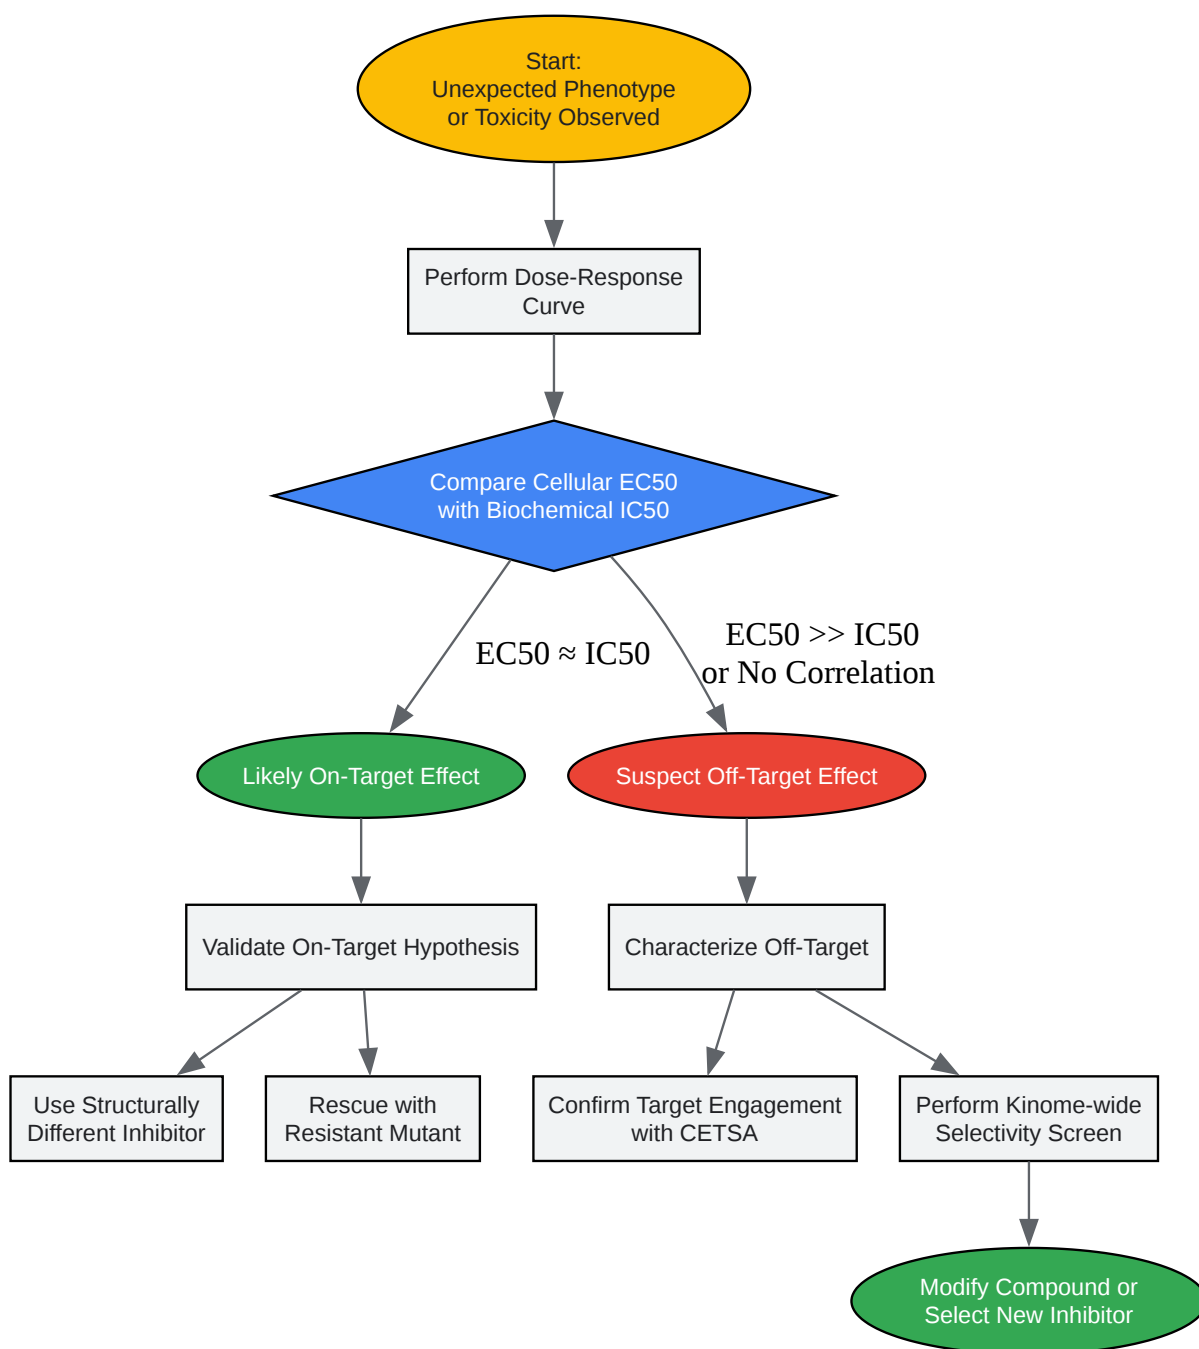 Start:
Unexpected Phenotype
or Toxicity Observed
Perform Dose-Response
Curve
Compare Cellular EC50
with Biochemical IC50
EC50 ≈ IC50
EC50 >> IC50
or No Correlation
Likely On-Target Effect
Suspect Off-Target Effect
Validate On-Target Hypothesis
Characterize Off-Target
Use Structurally
Different Inhibitor
Rescue with
Resistant Mutant
Confirm Target Engagement
with CETSA
Perform Kinome-wide
Selectivity Screen
Modify Compound or
Select New Inhibitor